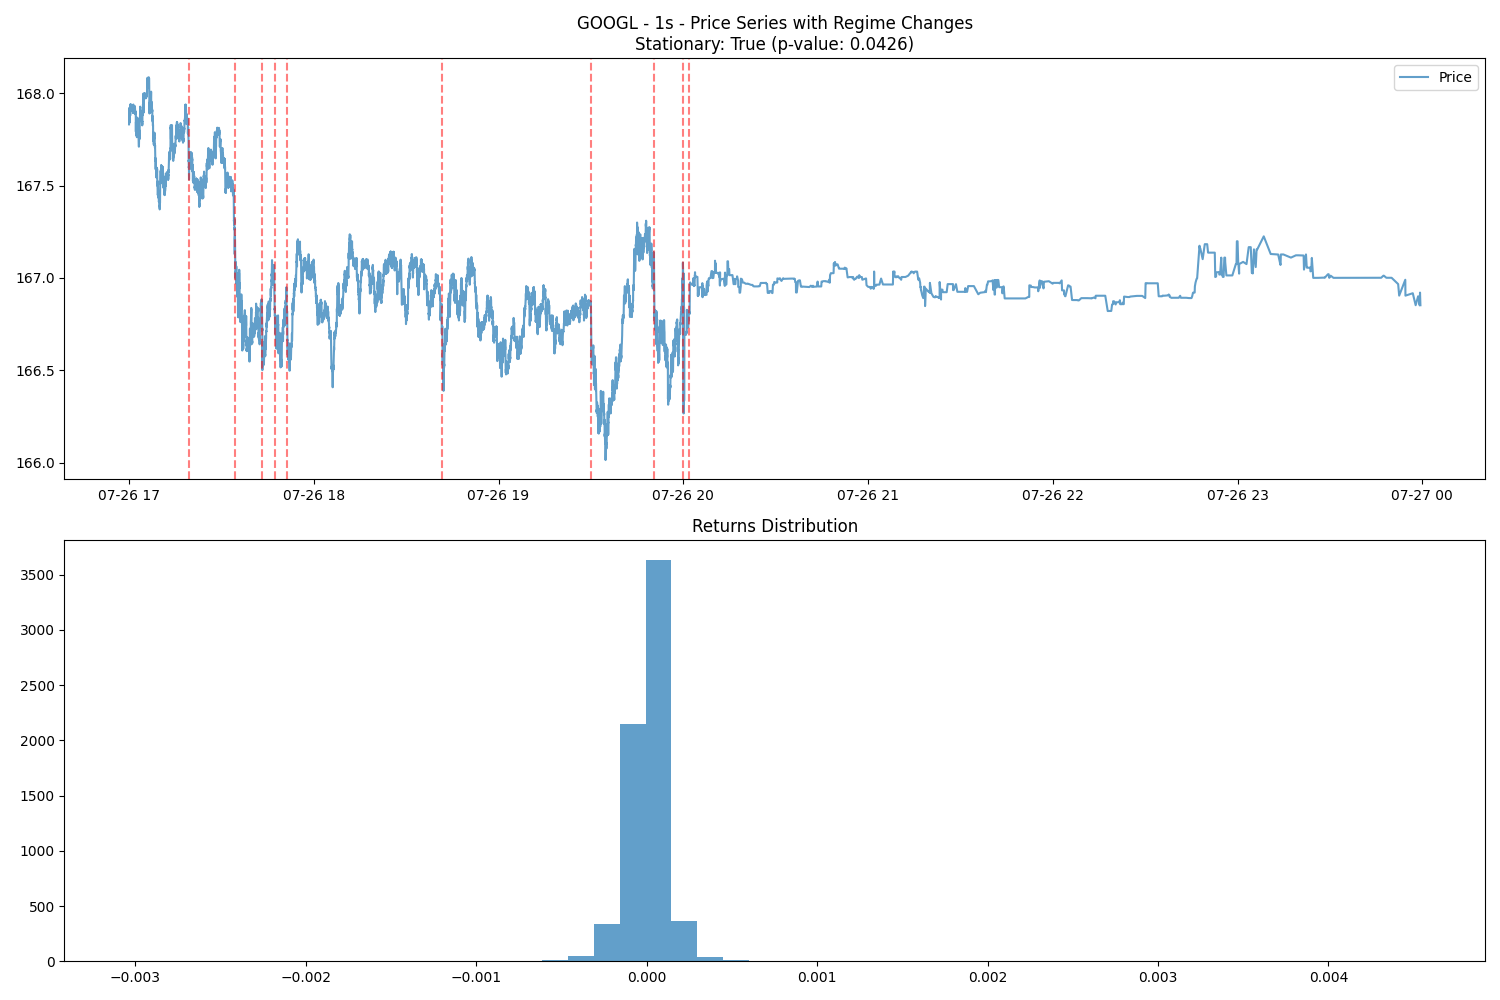 GOOGL - 1s - Price Series with Regime Changes
Stationary: True (p-value: 0.0426)
Price
168.0
167.5
167.0
166.5
166.0
07-26 17 07-26 18 07-26 19 07-26 20 07-26 21 07-26 22 07-26 23 07-27 00
Returns Distribution
3500
3000
2500
2000
1500
1000
500
0
−0.003 −0.002 −0.001 0.000 0.001 0.002 0.003 0.004